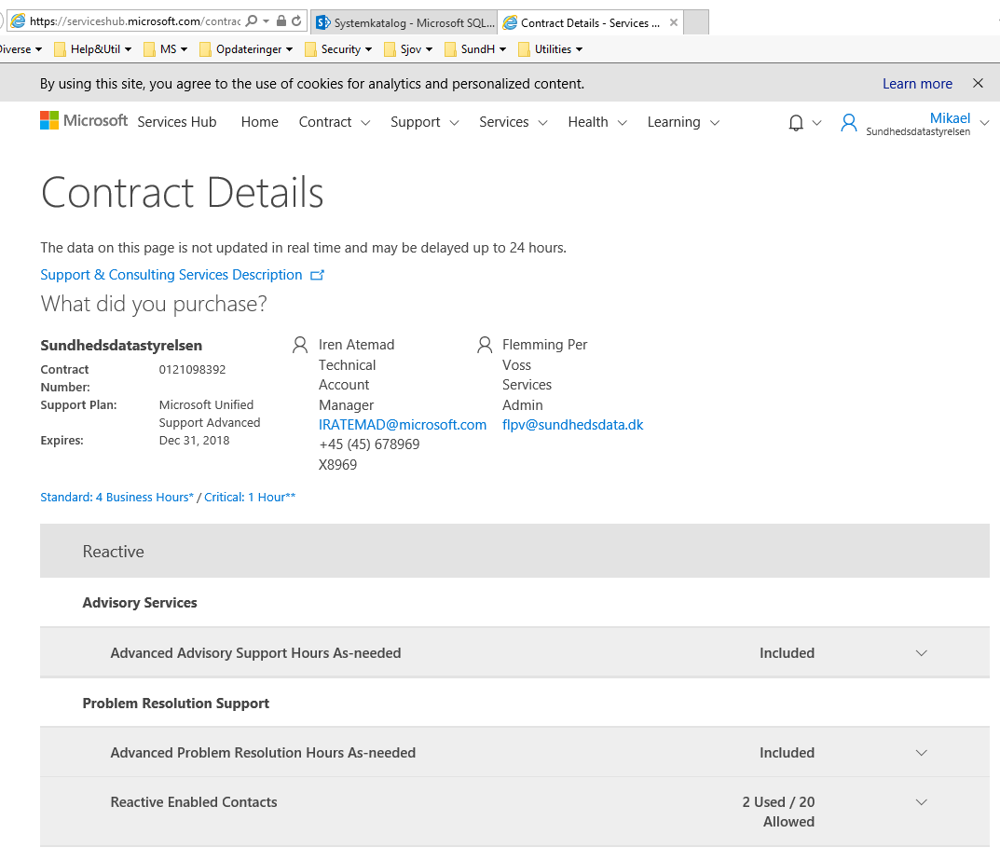 https://serviceshub.microsoft.com/contrac
Systemkatalog - Microsoft SQL...
Contract Details - Services ...
Diverse Help&Util MS Opdateringer Security Sjov SundH Utilities
By using this site, you agree to the use of cookies for analytics and personalized content. Learn more
Microsoft Services Hub Home Contract Support Services Health Learning Mikael
Sundhedsdatastyrelsen
Contract Details
The data on this page is not updated in real time and may be delayed up to 24 hours.
Support & Consulting Services Description
What did you purchase?
Sundhedsdatastyrelsen
Contract Number: 0121098392
Support Plan: Microsoft Unified
Support Advanced
Expires: Dec 31, 2018
Iren Atemad
Technical
Account
Manager
IRATEMAD@microsoft.com
+45 (45) 678969
X8969
Flemming Per
Voss
Services
Admin
flpv@sundhedsdata.dk
Standard: 4 Business Hours* / Critical: 1 Hour**
Reactive
Advisory Services
Advanced Advisory Support Hours As-needed Included
Problem Resolution Support
Advanced Problem Resolution Hours As-needed Included
Reactive Enabled Contacts 2 Used / 20
Allowed